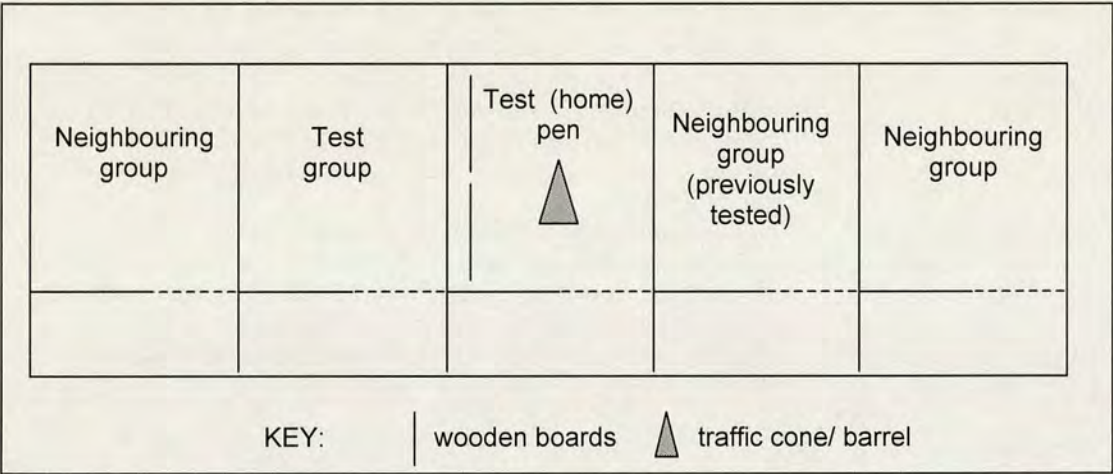 Neighbouring
group
Test
group
Test (home)
pen
Neighbouring
group
(previously
tested)
Neighbouring
group
KEY:
wooden boards
traffic cone/ barrel